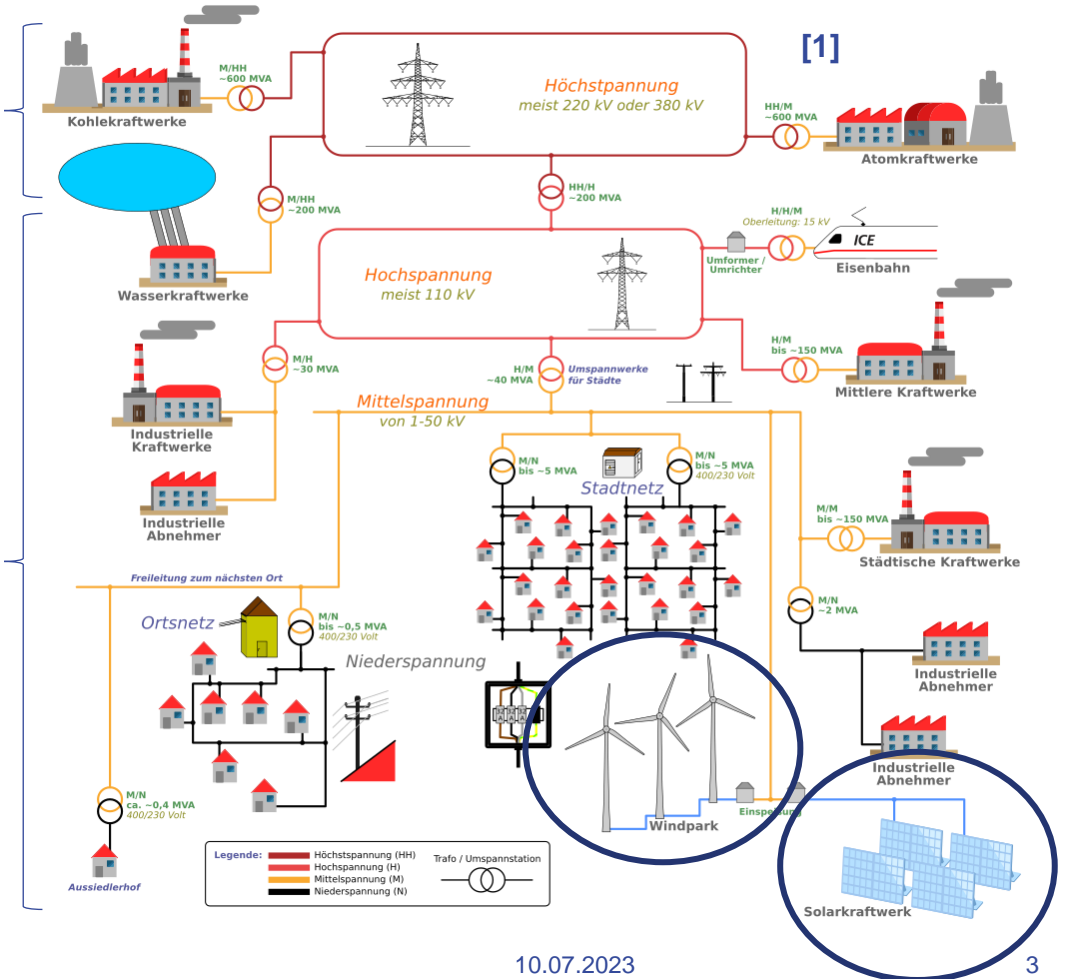 [1]
M/HH
~600 MVA
Kohlekraftwerke
Höchstpannung
meist 220 kV oder 380 kV
HH/M
~600 MVA
Atomkraftwerke
M/HH
~200 MVA
Wasserkraftwerke
HH/H
~200 MVA
H/H/M
Oberleitung: 15 kV
ICE
Umformer /
Umrichter
Eisenbahn
Hochspannung
meist 110 kV
M/H
~30 MVA
H/M
~40 MVA
Umspannwerke
für Städte
H/M
bis ~150 MVA
Mittlere Kraftwerke
Industrielle
Kraftwerke
Mittelspannung
von 1-50 kV
Industrielle
Abnehmer
M/N
bis ~5 MVA
M/N
bis ~5 MVA
400/230 Volt
Stadtnetz
M/M
bis ~150 MVA
Städtische Kraftwerke
Freileitung zum nächsten Ort
Ortsnetz
M/N
bis ~0,5 MVA
400/230 Volt
M/N
~2 MVA
Niederspannung
Industrielle
Abnehmer
Industrielle
Abnehmer
M/N
ca. ~0,4 MVA
400/230 Volt
Aussiedlerhof
Windpark
Einspeisung
Solarkraftwerk
Legende:
Höchstspannung (HH)
Hochspannung (H)
Mittelspannung (M)
Niederspannung (N)
Trafo / Umspannstation
10.07.2023
3